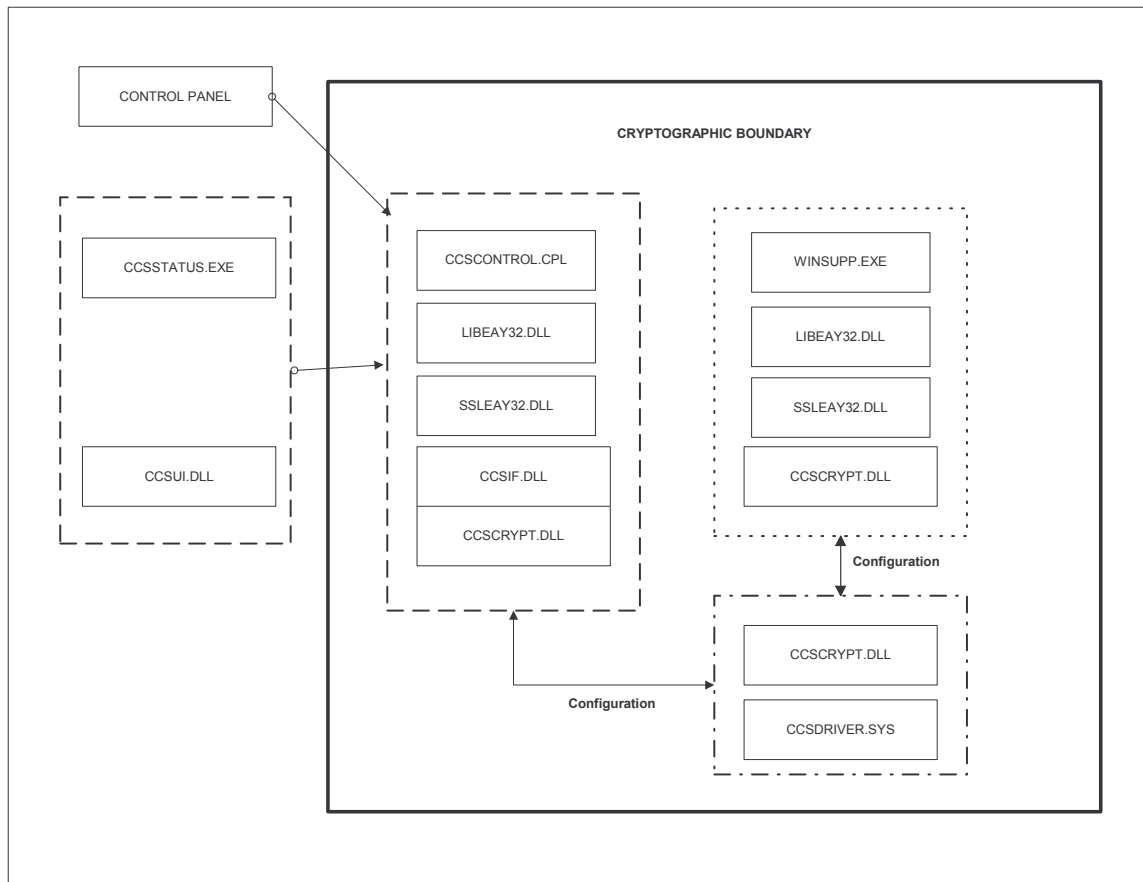 CONTROL PANEL
CRYPTOGRAPHIC BOUNDARY
CCSSTATUS.EXE
CCSUI.DLL
CCSCONTROL.CPL
LIBEAY32.DLL
SSLEAY32.DLL
CCSIF.DLL
CCSCRYPT.DLL
WINSUPP.EXE
LIBEAY32.DLL
SSLEAY32.DLL
CCSCRYPT.DLL
Configuration
Configuration
CCSCRYPT.DLL
CCSDRIVER.SYS